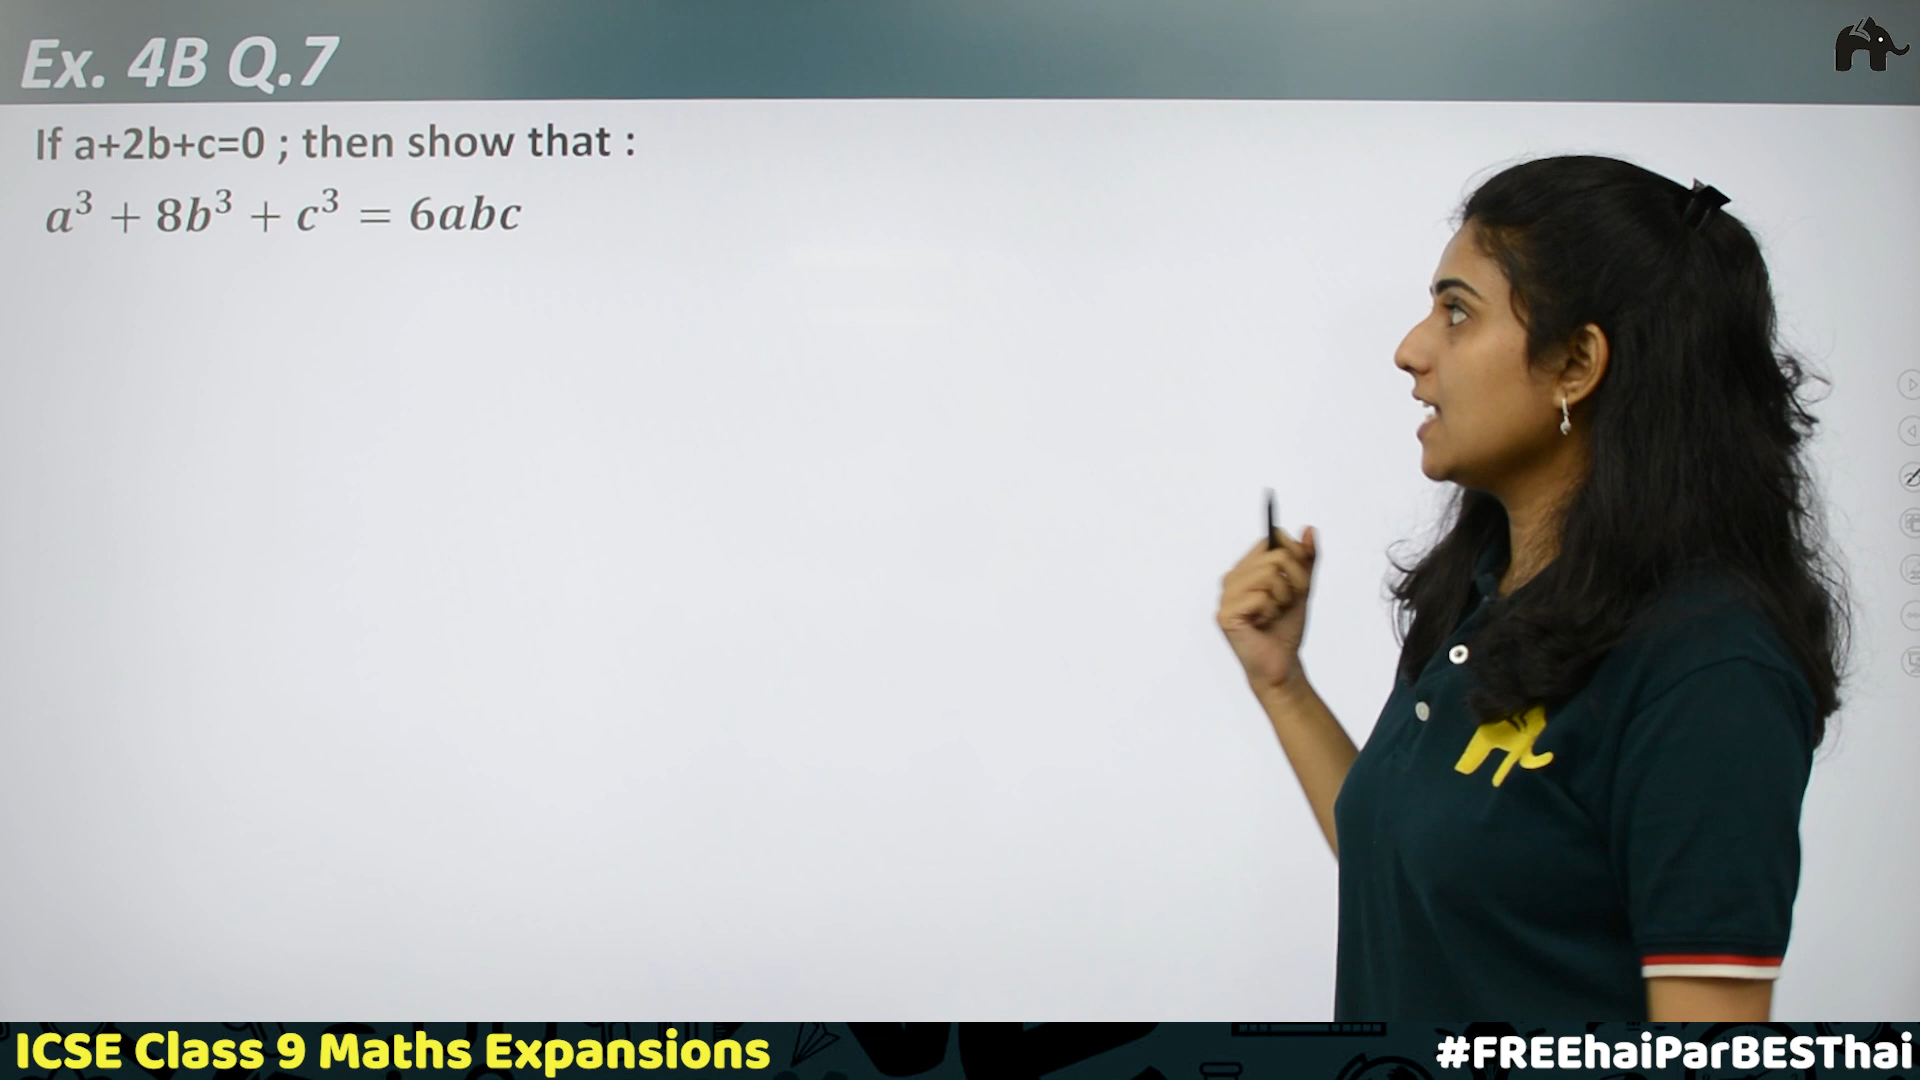 Ex. 4B Q.7
If a+2b+c=0 ; then show that :
a³ + 8b³ + c³ = 6abc
ICSE Class 9 Maths Expansions
#FREEhaiParBESThai